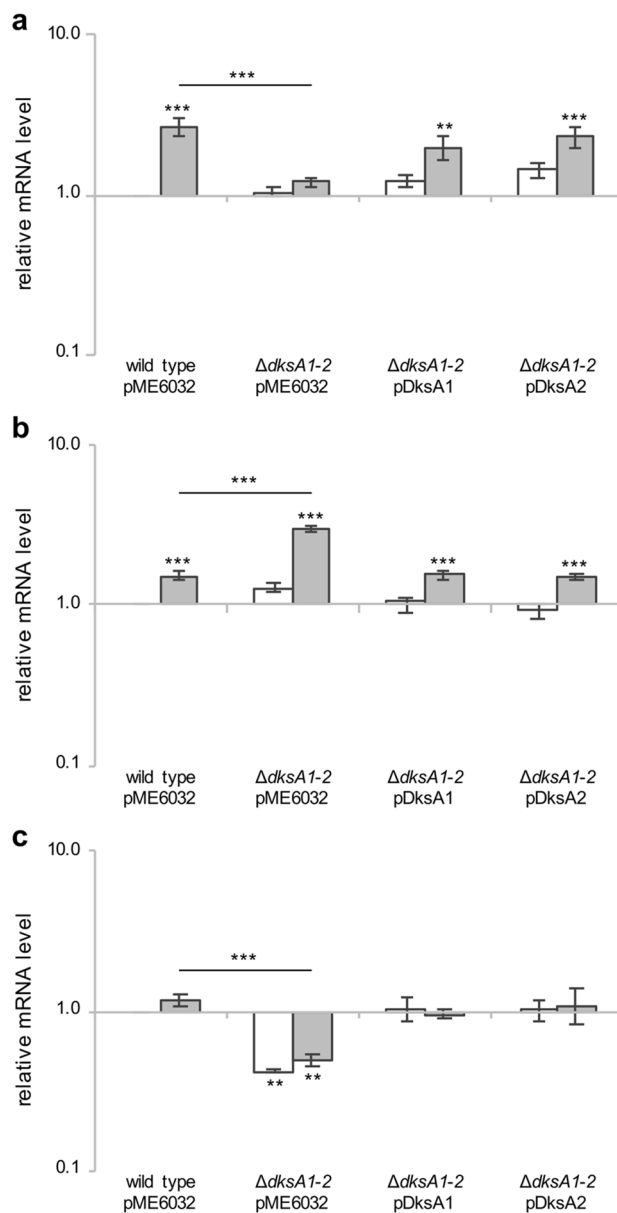 a
10.0
***
***
**
***
1.0
relative mRNA level
0.1
wild type
pME6032
ΔdksA1-2
pME6032
ΔdksA1-2
pDksA1
ΔdksA1-2
pDksA2
b
10.0
***
***
***
***
***
1.0
relative mRNA level
0.1
wild type
pME6032
ΔdksA1-2
pME6032
ΔdksA1-2
pDksA1
ΔdksA1-2
pDksA2
c
10.0
***
1.0
relative mRNA level
**
**
0.1
wild type
pME6032
ΔdksA1-2
pME6032
ΔdksA1-2
pDksA1
ΔdksA1-2
pDksA2